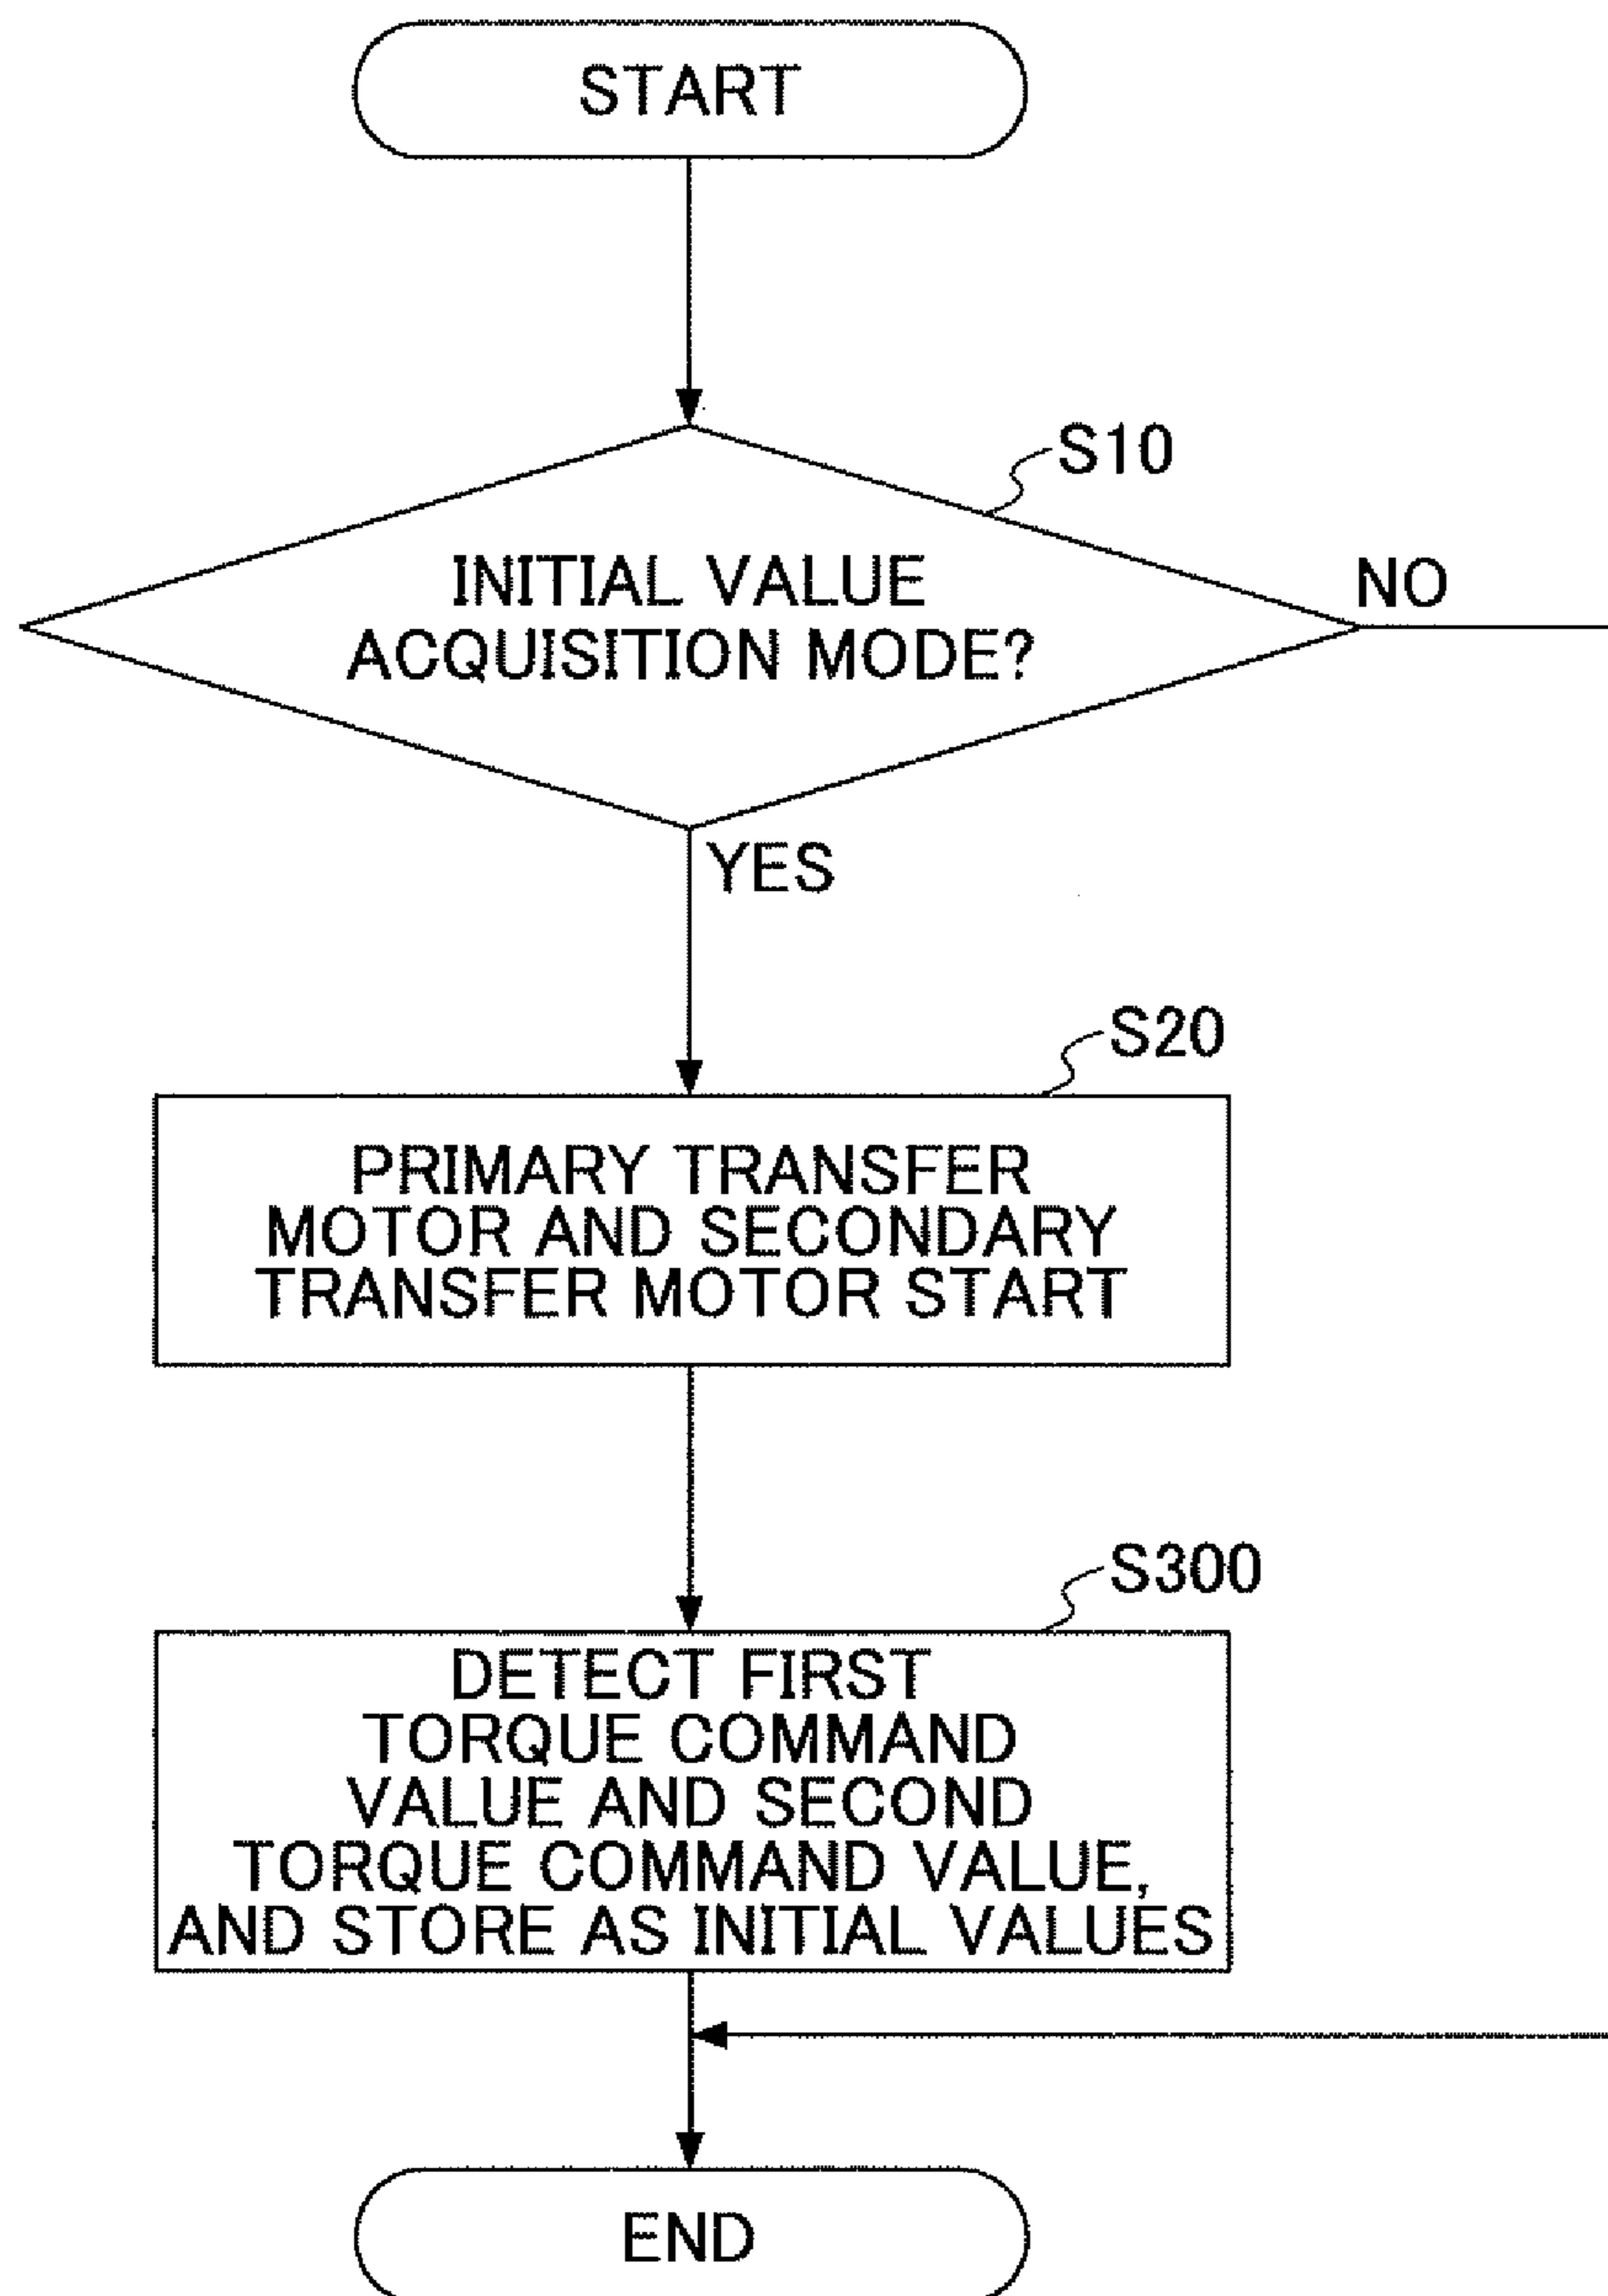 START
S10
INITIAL VALUE
ACQUISITION MODE?
NO
YES
S20
PRIMARY TRANSFER
MOTOR AND SECONDARY
TRANSFER MOTOR START
S300
DETECT FIRST
TORQUE COMMAND
VALUE AND SECOND
TORQUE COMMAND VALUE,
AND STORE AS INITIAL VALUES
END